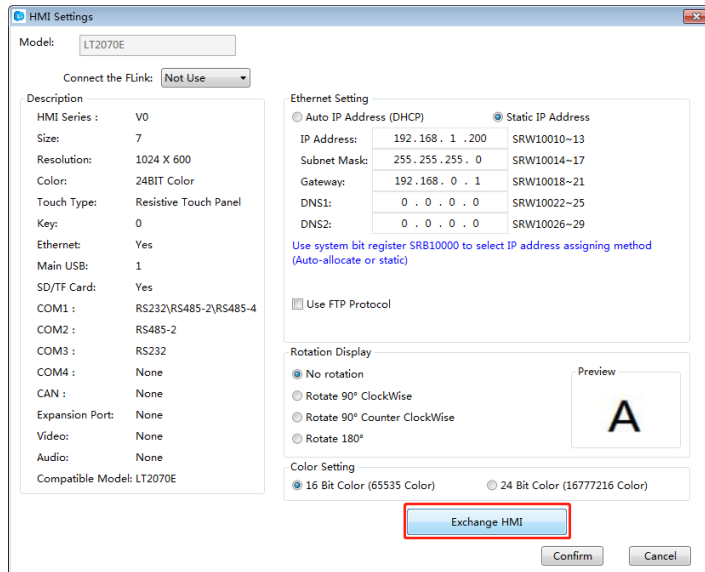 HMI Settings
Model: LT2070E
Connect the FLink: Not Use
Description
HMI Series : V0
Size: 7
Resolution: 1024 X 600
Color: 24BIT Color
Touch Type: Resistive Touch Panel
Key: 0
Ethernet: Yes
Main USB: 1
SD/TF Card: Yes
COM1 : RS232\RS485-2\RS485-4
COM2 : RS485-2
COM3 : RS232
COM4 : None
CAN : None
Expansion Port: None
Video: None
Audio: None
Compatible Model: LT2070E
Ethernet Setting
Auto IP Address (DHCP) Static IP Address
IP Address: 192.168. 1 .200 SRW10010~13
Subnet Mask: 255.255.255. 0 SRW10014~17
Gateway: 192.168. 0 . 1 SRW10018~21
DNS1: 0 . 0 . 0 . 0 SRW10022~25
DNS2: 0 . 0 . 0 . 0 SRW10026~29
Use system bit register SRB10000 to select IP address assigning method
(Auto-allocate or static)
Use FTP Protocol
Rotation Display
No rotation
Rotate 90° ClockWise
Rotate 90° Counter ClockWise
Rotate 180°
Preview
A
Color Setting
16 Bit Color (65535 Color) 24 Bit Color (16777216 Color)
Exchange HMI
Confirm Cancel